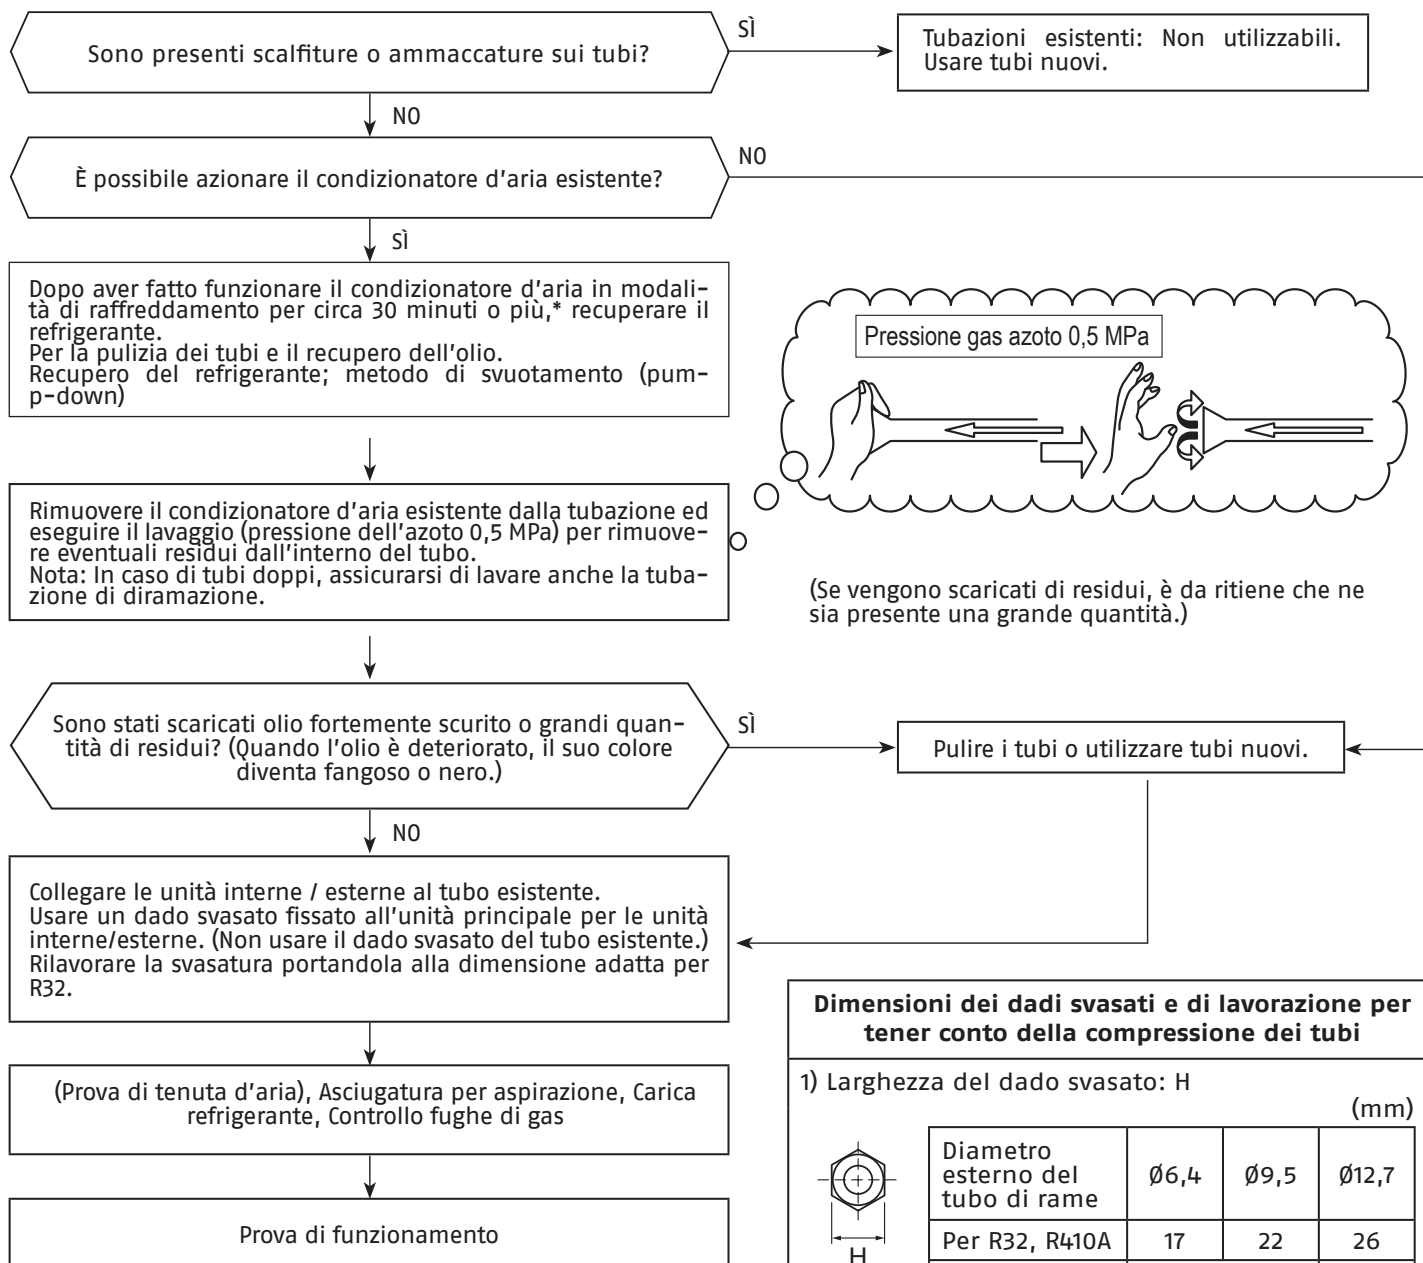 Sono presenti scalfiture o ammaccature sui tubi?
SÌ
Tubazioni esistenti: Non utilizzabili.
Usare tubi nuovi.
NO
È possibile azionare il condizionatore d'aria esistente?
NO
SÌ
Dopo aver fatto funzionare il condizionatore d'aria in modali-
tà di raffreddamento per circa 30 minuti o più,* recuperare il
refrigerante.
Per la pulizia dei tubi e il recupero dell'olio.
Recupero del refrigerante; metodo di svuotamento (pum-
p-down)
Pressione gas azoto 0,5 MPa
Rimuovere il condizionatore d'aria esistente dalla tubazione ed
eseguire il lavaggio (pressione dell'azoto 0,5 MPa) per rimuove-
re eventuali residui dall'interno del tubo.
Nota: In caso di tubi doppi, assicurarsi di lavare anche la tuba-
zione di diramazione.
(Se vengono scaricati di residui, è da ritiene che ne
sia presente una grande quantità.)
Sono stati scaricati olio fortemente scurito o grandi quan-
tità di residui? (Quando l'olio è deteriorato, il suo colore
diventa fangoso o nero.)
SÌ
Pulire i tubi o utilizzare tubi nuovi.
NO
Collegare le unità interne / esterne al tubo esistente.
Usare un dado svasato fissato all'unità principale per le unità
interne/esterne. (Non usare il dado svasato del tubo esistente.)
Rilavorare la svasatura portandola alla dimensione adatta per
R32.
(Prova di tenuta d'aria), Asciugatura per aspirazione, Carica
refrigerante, Controllo fughe di gas
Prova di funzionamento
Dimensioni dei dadi svasati e di lavorazione per
tener conto della compressione dei tubi
1) Larghezza del dado svasato: H
(mm)
Diametro
esterno del
tubo di rame
Ø6,4
Ø9,5
Ø12,7
Per R32, R410A
17
22
26
H